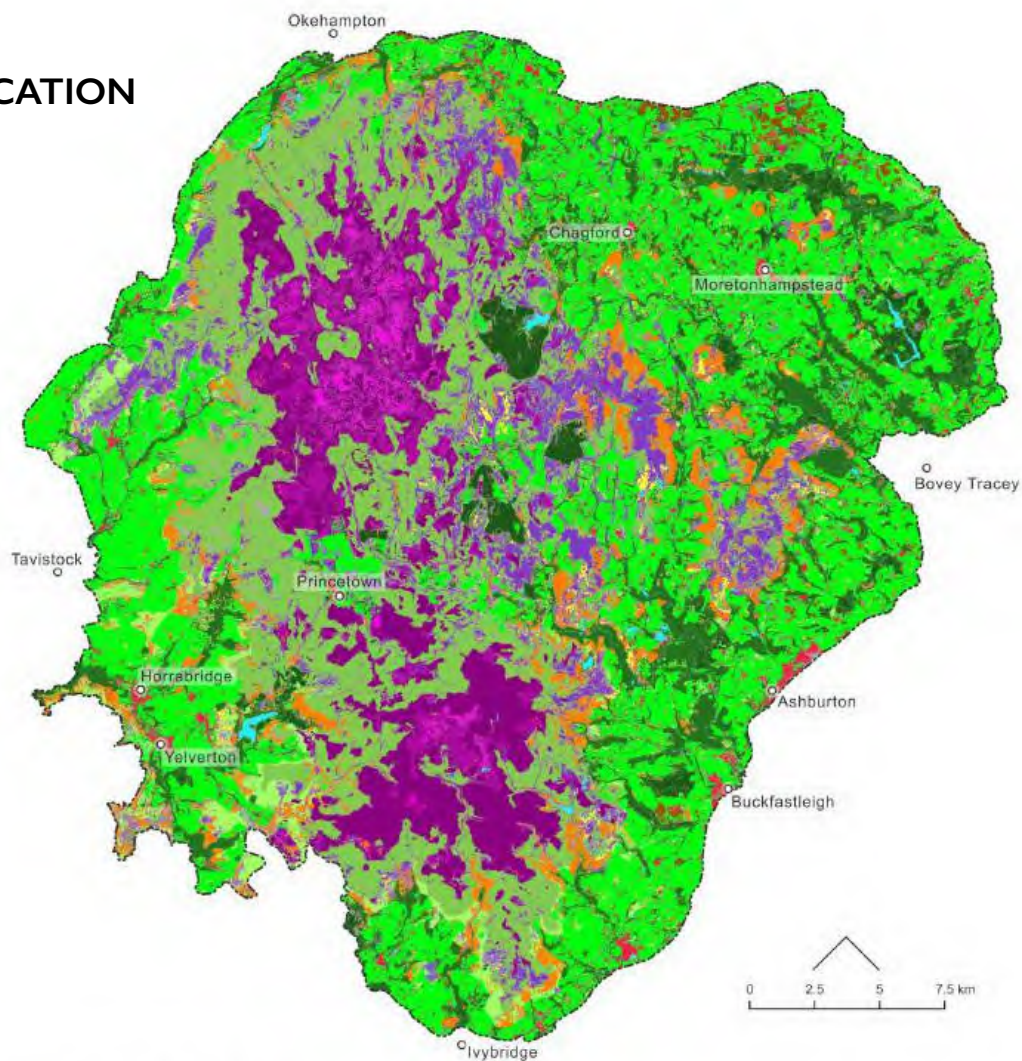 Okehampton
CATION
Chagford
Moretonhampstead
Bovey Tracey
Tavistock
Princetown
Horrabridge
Ashburton
Yelverton
Buckfastleigh
0 2.5 5 7.5 km
Ivybridge